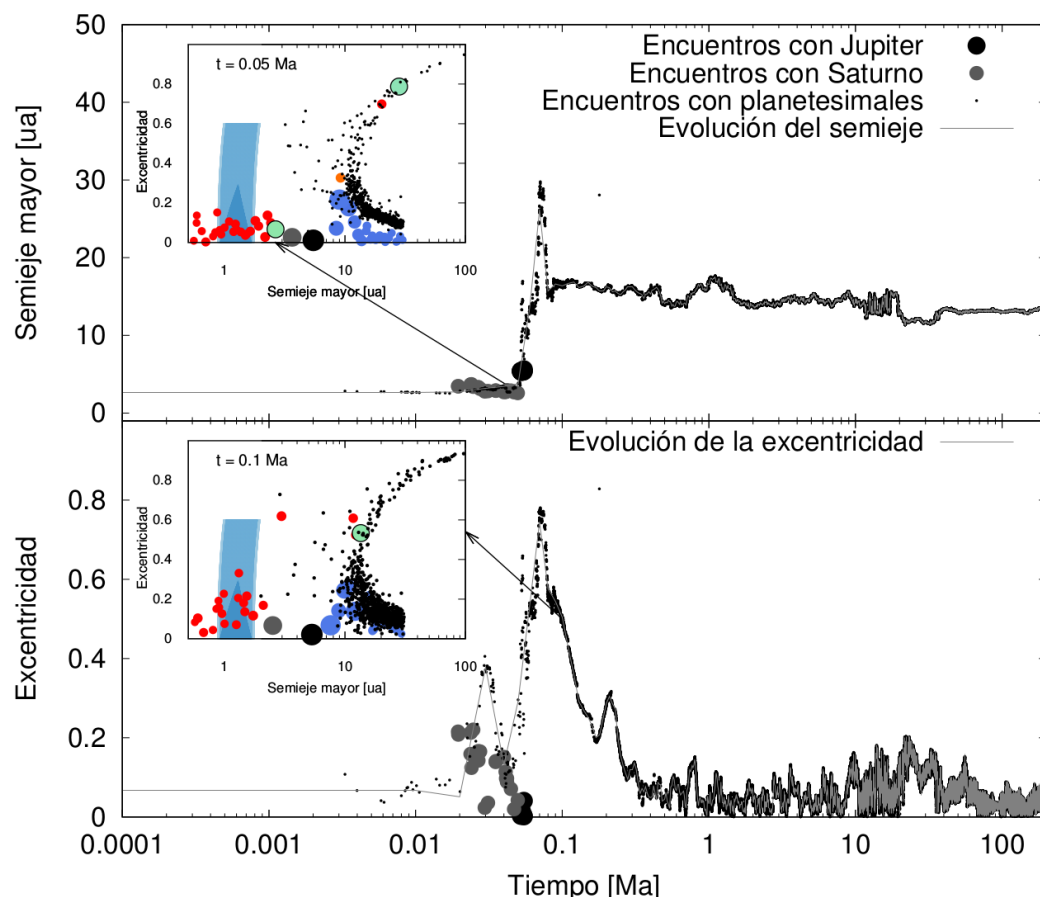 50
40
30
20
10
0
Semieje mayor [ua]
Encuentros con Jupiter
Encuentros con Saturno
Encuentros con planetesimales
Evolución del semieje
t = 0.05 Ma
0.8
0.6
0.4
0.2
0
Excentricidad
1
10
100
Semieje mayor [ua]
0.8
0.6
0.4
0.2
0
Excentricidad
Evolución de la excentricidad
t = 0.1 Ma
0.8
0.6
0.4
0.2
0
Excentricidad
1
10
100
Semieje mayor [ua]
0.0001
0.001
0.01
0.1
1
10
100
Tiempo [Ma]